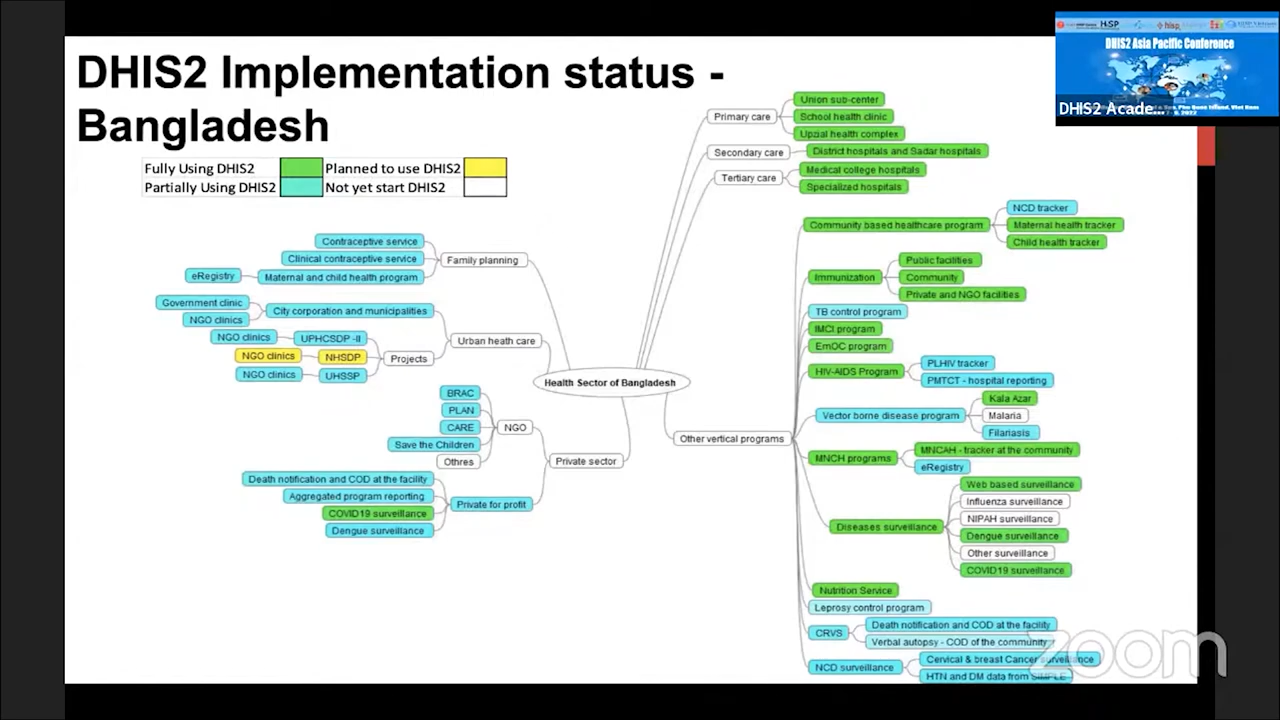 DHIS2 Implementation status -
Bangladesh
Fully Using DHIS2
Planned to use DHIS2
Partially Using DHIS2
Not yet start DHIS2
DHIS2 Asia Pacific Conference
DHIS2 Acade...
Health Sector of Bangladesh
Primary care
Union sub-center
School health clinic
Upzial health complex
Secondary care
District hospitals and Sadar hospitals
Tertiary care
Medical college hospitals
Specialized hospitals
Family planning
Contraceptive service
Clinical contraceptive service
Maternal and child health program
eRegistry
Urban heath care
City corporation and municipalities
Government clinic
NGO clinics
Projects
UPHCSDP -II
NGO clinics
NHSDP
NGO clinics
UHSSP
NGO clinics
Private sector
NGO
BRAC
PLAN
CARE
Save the Children
Othres
Private for profit
Death notification and COD at the facility
Aggregated program reporting
COVID19 surveillance
Dengue surveillance
Other vertical programs
Community based healthcare program
NCD tracker
Maternal health tracker
Child health tracker
Immunization
Public facilities
Community
Private and NGO facilities
TB control program
IMCI program
EmOC program
HIV-AIDS Program
PLHIV tracker
PMTCT - hospital reporting
Vector borne disease program
Kala Azar
Malaria
Filariasis
MNCH programs
MNCAH - tracker at the community
eRegistry
Diseases surveillance
Web based surveillance
Influenza surveillance
NIPAH surveillance
Dengue surveillance
Other surveillance
COVID19 surveillance
Nutrition Service
Leprosy control program
CRVS
Death notification and COD at the facility
Verbal autopsy - COD of the community
NCD surveillance
Cervical & breast Cancer surveillance
HTN and DM data from SIMPLE
zoom